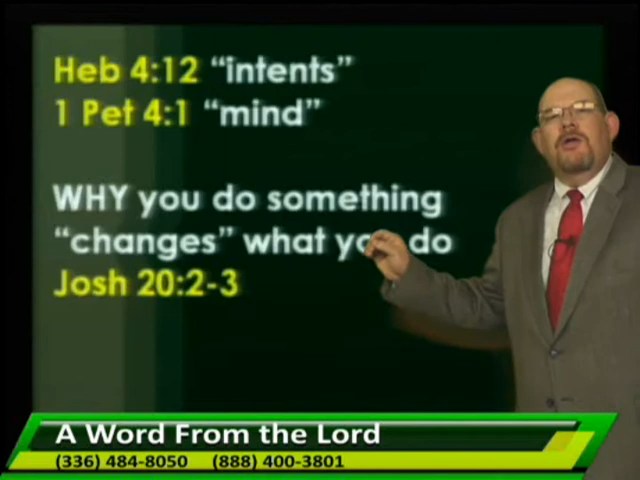 Heb 4:12 “intents”
1 Pet 4:1 “mind”
WHY you do something
“changes” what you do
Josh 20:2-3
A Word From the Lord
(336) 484-8050 (888) 400-3801